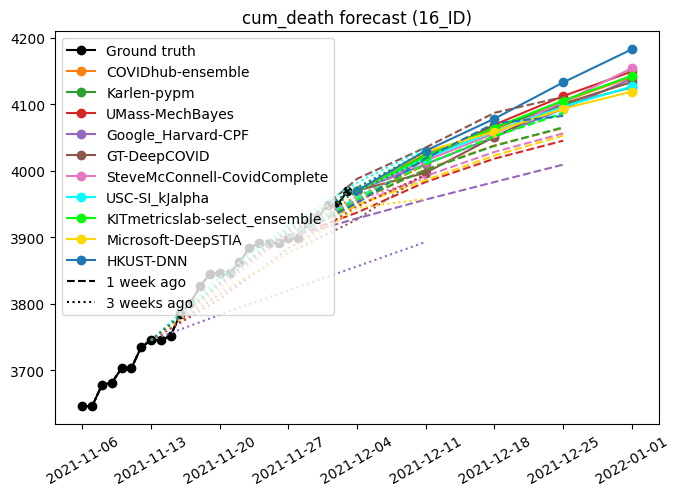 cum_death forecast (16_ID)
4200
4100
4000
3900
3800
3700
Ground truth
COVIDhub-ensemble
Karlen-pypm
UMass-MechBayes
Google_Harvard-CPF
GT-DeepCOVID
SteveMcConnell-CovidComplete
USC-SI_kJalpha
KITmetricslab-select_ensemble
Microsoft-DeepSTIA
HKUST-DNN
1 week ago
3 weeks ago
2021-11-06
2021-11-13
2021-11-20
2021-11-27
2021-12-04
2021-12-11
2021-12-18
2021-12-25
2022-01-01